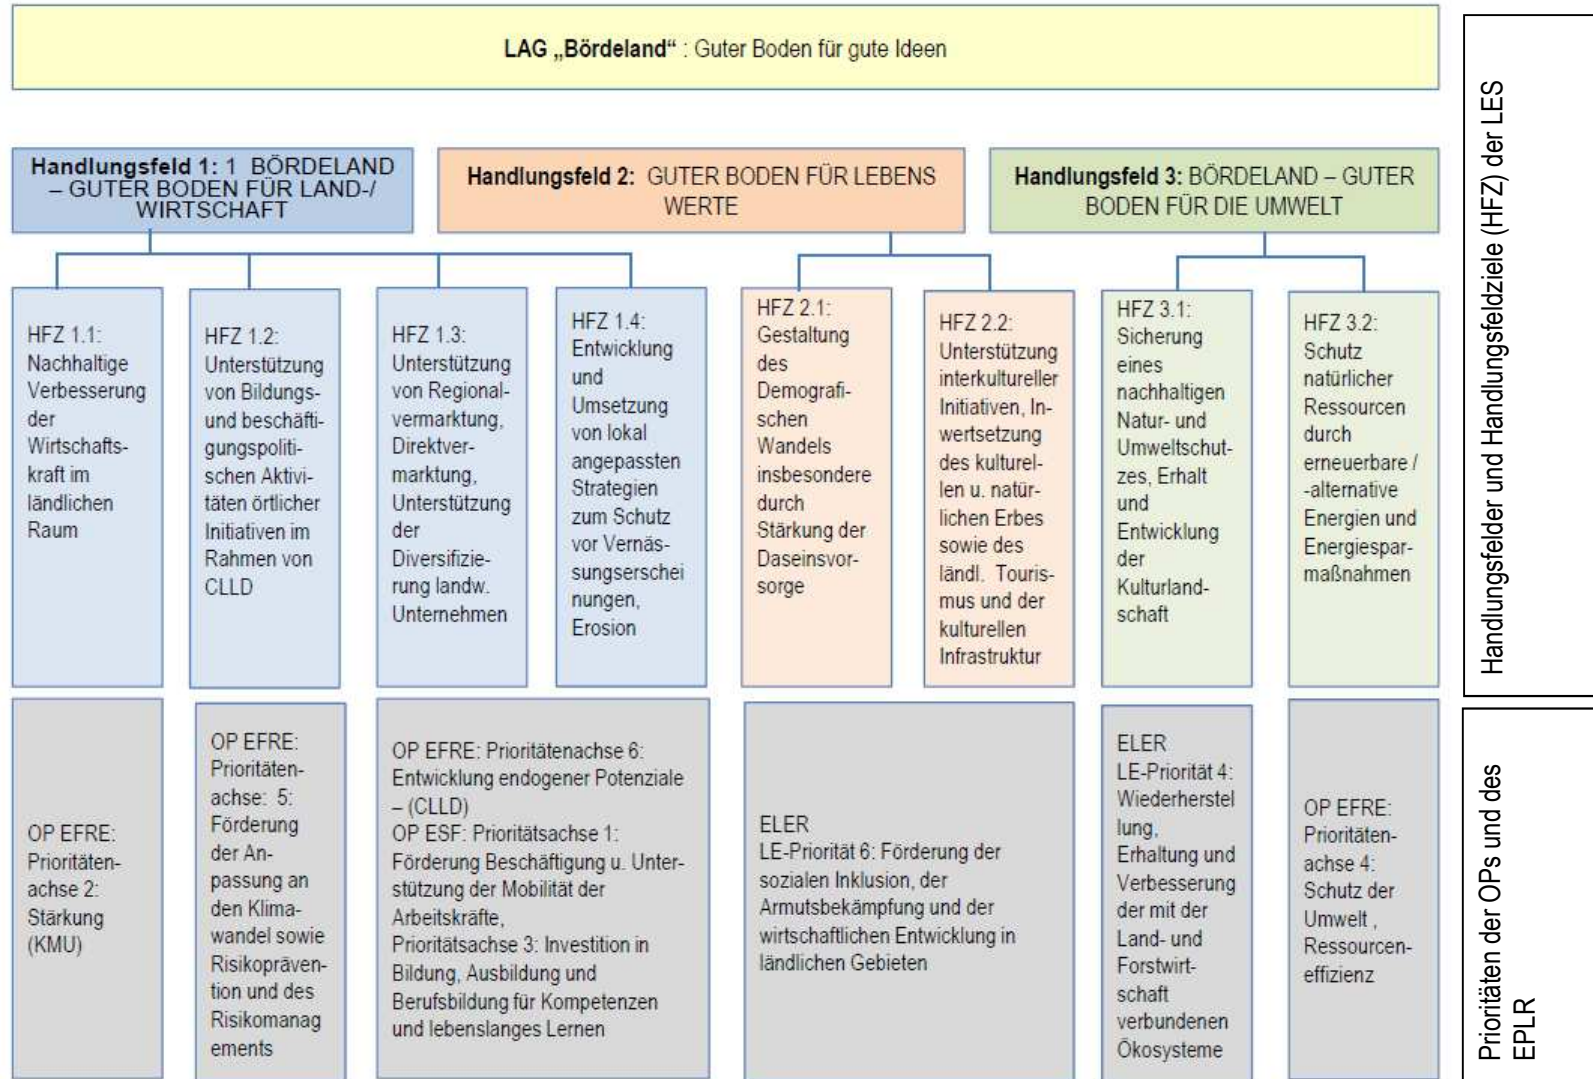 LAG „Bördeland“ : Guter Boden für gute Ideen
Handlungsfeld 1: 1 BÖRDELAND
– GUTER BODEN FÜR LAND-/
WIRTSCHAFT
Handlungsfeld 2: GUTER BODEN FÜR LEBENS
WERTE
Handlungsfeld 3: BÖRDELAND – GUTER
BODEN FÜR DIE UMWELT
HFZ 1.1:
Nachhaltige
Verbesserung
der
Wirtschafts-
kraft im
ländlichen
Raum
HFZ 1.2:
Unterstützung
von Bildungs-
und beschäfti-
gungspoliti-
schen Aktivi-
täten örtlicher
Initiativen im
Rahmen von
CLLD
HFZ 1.3:
Unterstützung
von Regional-
vermarktung,
Direktver-
marktung,
Unterstützung
der
Diversifizie-
rung landw.
Unternehmen
HFZ 1.4:
Entwicklung
und
Umsetzung
von lokal
angepassten
Strategien
zum Schutz
vor Vernäs-
sungserschei
nungen,
Erosion
HFZ 2.1:
Gestaltung
des
Demografi-
schen
Wandels
insbesondere
durch
Stärkung der
Daseinsvor-
sorge
HFZ 2.2:
Unterstützung
interkultureller
Initiativen, In-
wertsetzung
des kulturel-
len u. natür-
lichen Erbes
sowie des
ländl. Touris-
mus und der
kulturellen
Infrastruktur
HFZ 3.1:
Sicherung
eines
nachhaltigen
Natur- und
Umweltschut-
zes, Erhalt
und
Entwicklung
der
Kulturland-
schaft
HFZ 3.2:
Schutz
natürlicher
Ressourcen
durch
erneuerbare /
-alternative
Energien und
Energiespar-
maßnahmen
Handlungsfelder und Handlungsfeldziele (HFZ) der LES
OP EFRE:
Prioritäten-
achse 2:
Stärkung
(KMU)
OP EFRE:
Prioritäten-
achse: 5:
Förderung
der An-
passung an
den Klima-
wandel sowie
Risikopräven-
tion und des
Risikomanag
ements
OP EFRE: Prioritätenachse 6:
Entwicklung endogener Potenziale
– (CLLD)
OP ESF: Prioritätsachse 1:
Förderung Beschäftigung u. Unter-
stützung der Mobilität der
Arbeitskräfte,
Prioritätsachse 3: Investition in
Bildung, Ausbildung und
Berufsbildung für Kompetenzen
und lebenslanges Lernen
ELER
LE-Priorität 6: Förderung der
sozialen Inklusion, der
Armutsbekämpfung und der
wirtschaftlichen Entwicklung in
ländlichen Gebieten
ELER
LE-Priorität 4:
Wiederherstel
lung,
Erhaltung und
Verbesserung
der mit der
Land- und
Forstwirt-
schaft
verbundenen
Ökosysteme
OP EFRE:
Prioritäten-
achse 4:
Schutz der
Umwelt ,
Ressourcen-
effizienz
Prioritäten der OPs und des
EPLR